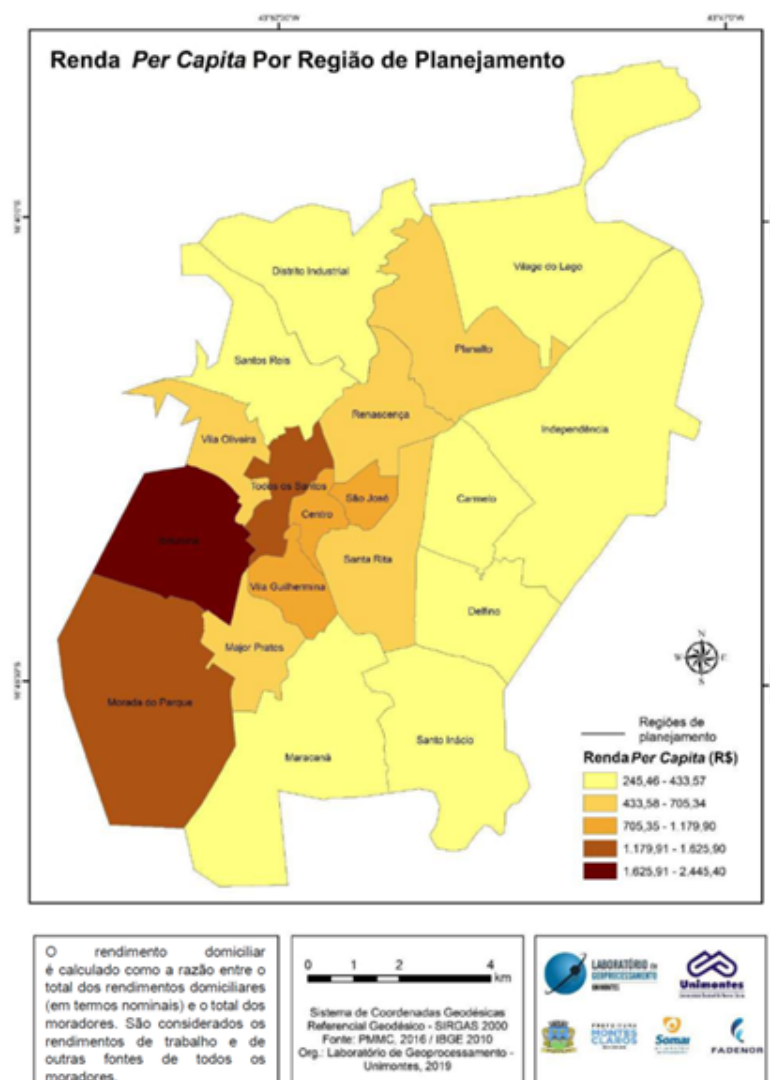 Renda Per Capita Por Região de Planejamento
Distrito Industrial
Vilage do Lago
Santos Reis
Planalto
Renascença
Independência
Vila Oliveira
Todos os Santos
São José
Carmelo
Centro
Santa Rita
Vila Guilhermina
Delfino
Major Prates
Morada do Parque
Santo Inácio
Maracanã
N
W
E
S
Regiões de
planejamento
Renda Per Capita (R$)
245,46 - 433,57
433,58 - 705,34
705,35 - 1.179,90
1.179,91 - 1.625,90
1.625,91 - 2.445,40
O rendimento domiciliar
é calculado como a razão entre o
total dos rendimentos domiciliares
(em termos nominais) e o total dos
moradores. São considerados os
rendimentos de trabalho e de
outras fontes de todos os
moradores.
0 1 2 4
km
Sistema de Coordenadas Geodésicas
Referencial Geodésico - SIRGAS 2000
Fonte: PMMC, 2016 / IBGE 2010
Org.: Laboratório de Geoprocessamento -
Unimontes, 2019
LABORATÓRIO de
GEOPROCESSAMENTO
UNIMONTES
Unimontes
PREFEITURA
MONTES
CLAROS
Somar
FADENOR